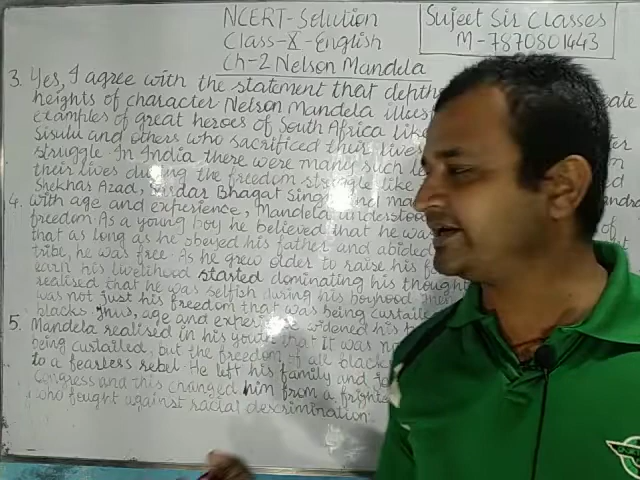 NCERT-Solution
Class-X-English
Ch-2 Nelson Mandela
Sujeet Sir Classes
M-7870801443
3. Yes, I agree with the statement that depth
heights of character Nelson Mandela illus
examples of great heroes of South Africa like
Sisulu and others who sacrificed their lives
struggle. In India there were many such
their lives during the freedom struggle like
Shekhar Azad, Bhagat Sing
4. With age and experience, Mandela understood
freedom As a young boy he believed that he was of
that as long as he obeyed his father and abided
tribe, he was free. As he grew older to raise his
earn his livelihood started dominating his thought
realised that he was selfish during his boyhood
was not just his freedom that was being curtaile
blacks Thus, age and widened his
5. Mandela realised in his youth that it was no
being curtailed, but the freedom of all black
to a fearless rebel. He left his family and
Congress and this changed him from a frighte
who fought against racial descrimination.